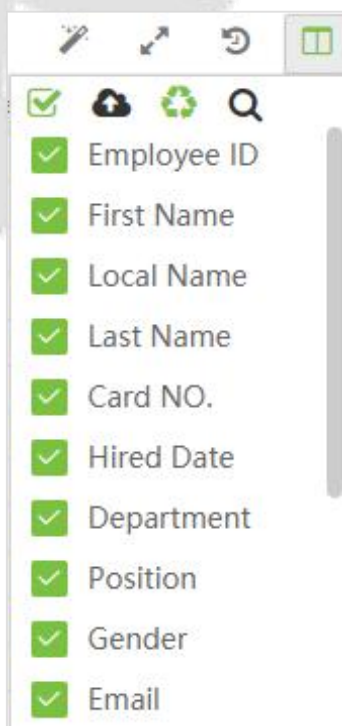 Employee ID
First Name
Local Name
Last Name
Card NO.
Hired Date
Department
Position
Gender
Email